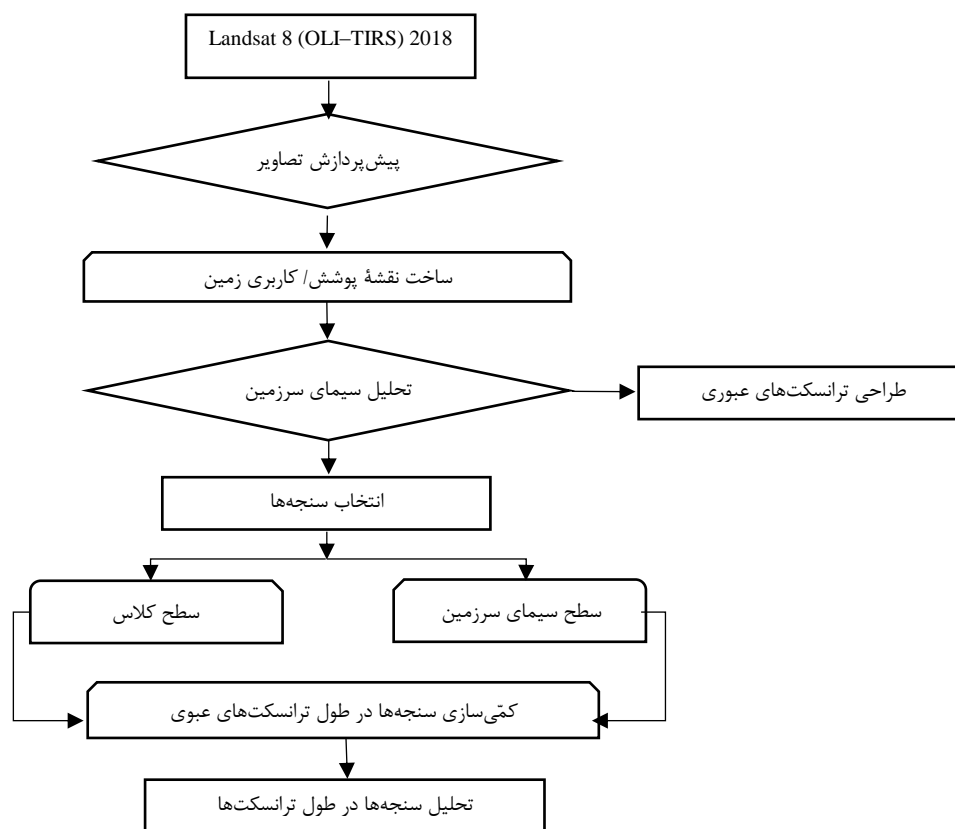 Landsat 8 (OLI–TIRS) 2018
پیش‌پردازش تصاویر
ساخت نقشهٔ پوشش/ کاربری زمین
تحلیل سیمای سرزمین
طراحی ترانسکت‌های عبوری
انتخاب سنجه‌ها
سطح سیمای سرزمین
سطح کلاس
کمّی‌سازی سنجه‌ها در طول ترانسکت‌های عبوی
تحلیل سنجه‌ها در طول ترانسکت‌ها